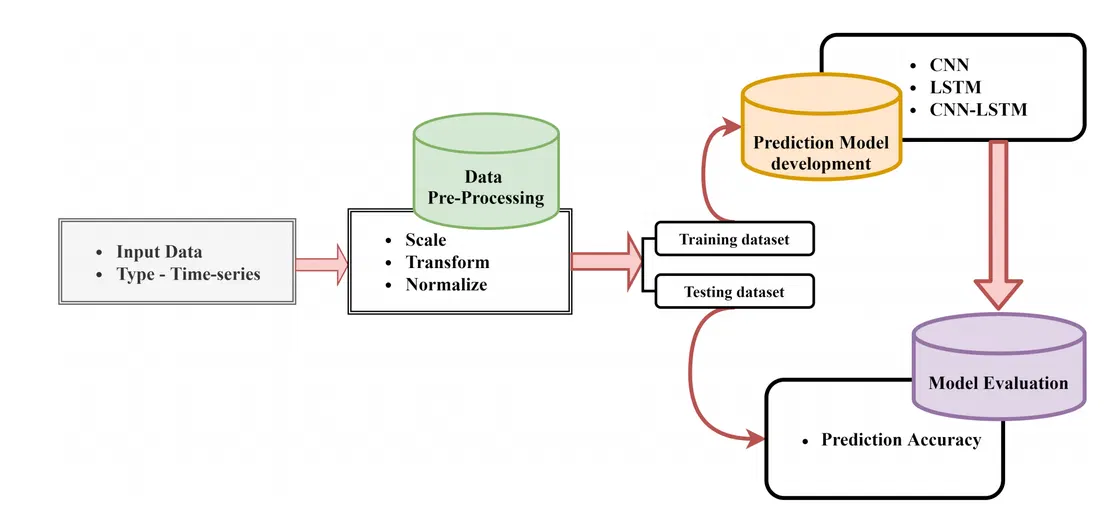 • Input Data
• Type - Time-series
Data
Pre-Processing
• Scale
• Transform
• Normalize
Training dataset
Testing dataset
Prediction Model
development
• CNN
• LSTM
• CNN-LSTM
Model Evaluation
• Prediction Accuracy